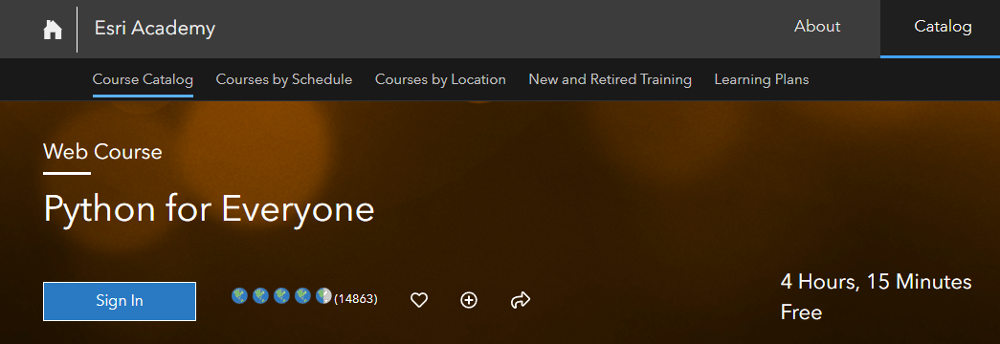 Esri Academy
About
Catalog
Course Catalog
Courses by Schedule
Courses by Location
New and Retired Training
Learning Plans
Web Course
Python for Everyone
Sign In
(14863)
4 Hours, 15 Minutes
Free